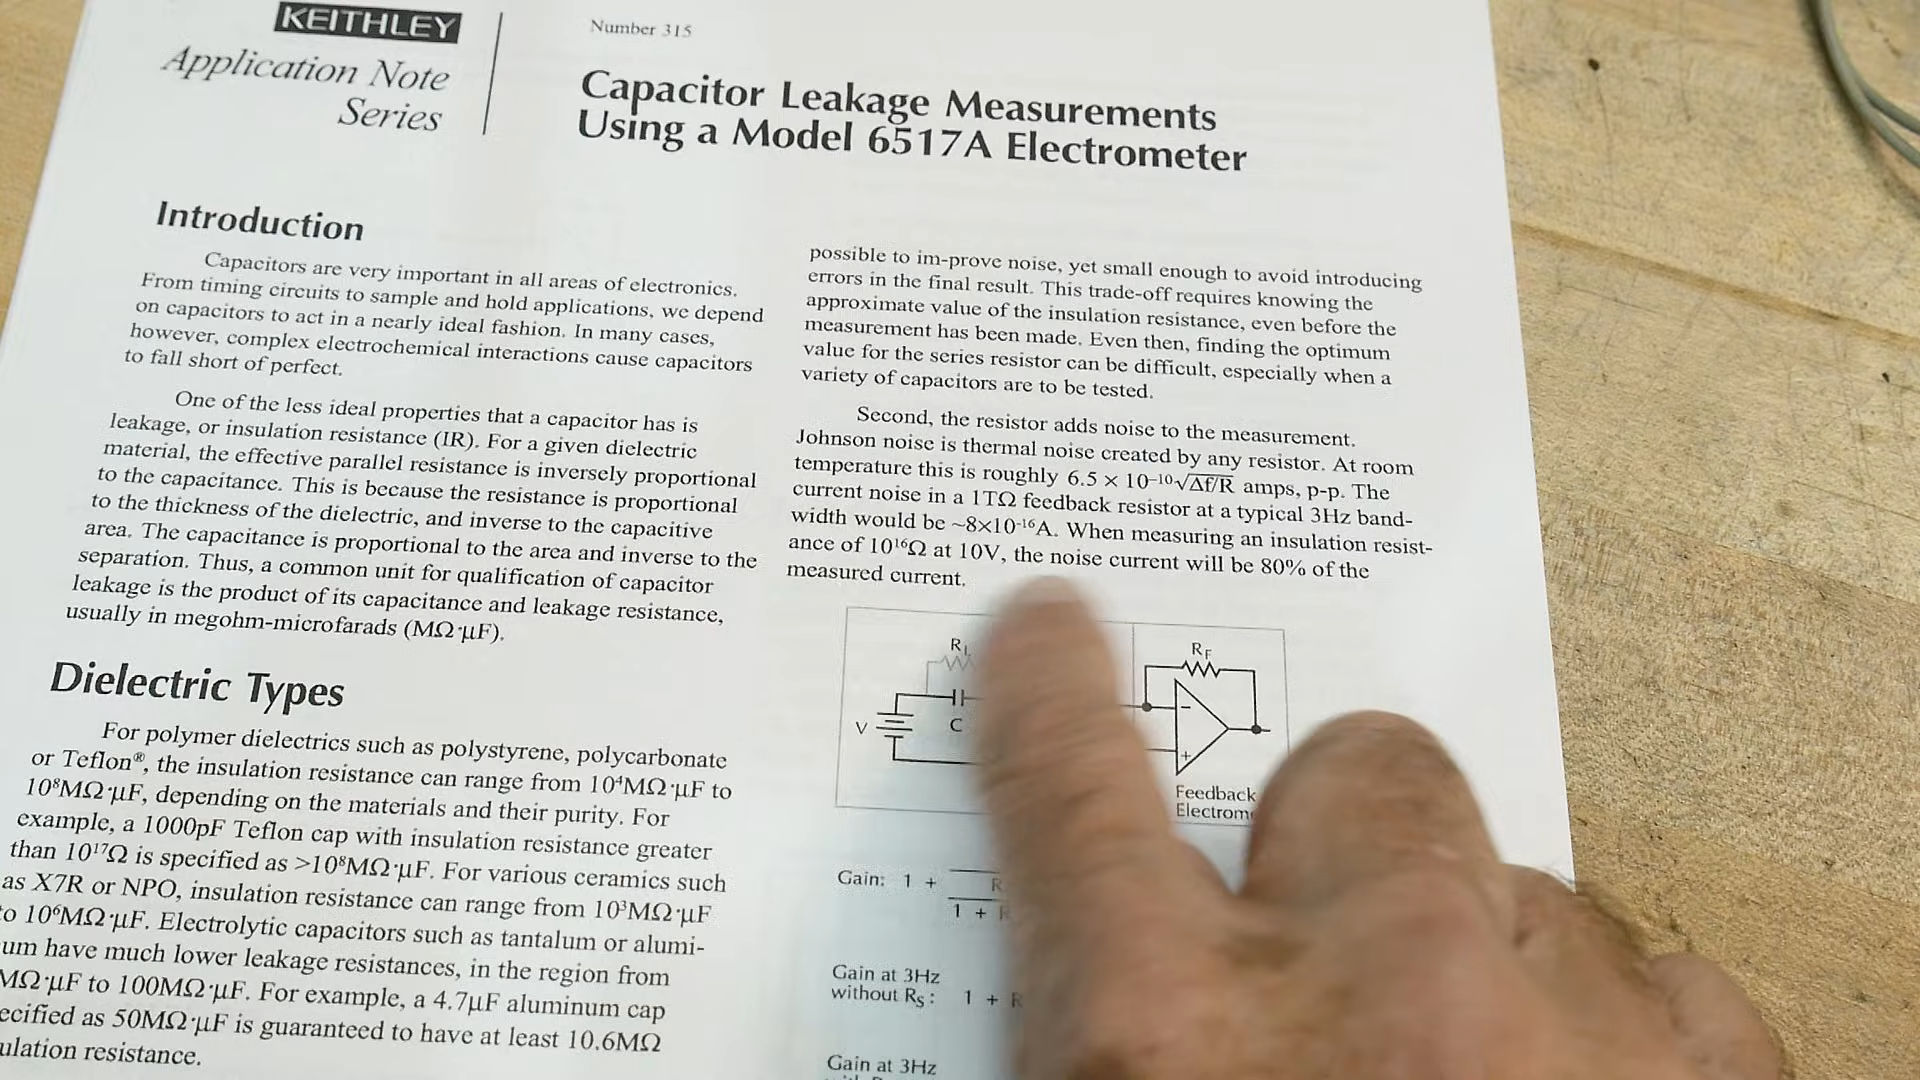 KEITHLEY
Application Note
Series
Number 315
Capacitor Leakage Measurements
Using a Model 6517A Electrometer
Introduction
Capacitors are very important in all areas of electronics.
From timing circuits to sample and hold applications, we depend
on capacitors to act in a nearly ideal fashion. In many cases,
however, complex electrochemical interactions cause capacitors
to fall short of perfect.
One of the less ideal properties that a capacitor has is
leakage, or insulation resistance (IR). For a given dielectric
material, the effective parallel resistance is inversely proportional
to the capacitance. This is because the resistance is proportional
to the thickness of the dielectric, and inverse to the capacitive
area. The capacitance is proportional to the area and inverse to the
separation. Thus, a common unit for qualification of capacitor
leakage is the product of its capacitance and leakage resistance,
usually in megohm-microfarads (MΩ·µF).
Dielectric Types
For polymer dielectrics such as polystyrene, polycarbonate
or Teflon®, the insulation resistance can range from 10⁴MΩ·µF to
10⁸MΩ·µF, depending on the materials and their purity. For
example, a 1000pF Teflon cap with insulation resistance greater
than 10¹⁷Ω is specified as >10⁸MΩ·µF. For various ceramics such
as X7R or NPO, insulation resistance can range from 10³MΩ·µF
to 10⁶MΩ·µF. Electrolytic capacitors such as tantalum or alumi-
um have much lower leakage resistances, in the region from
MΩ·µF to 100MΩ·µF. For example, a 4.7µF aluminum cap
ecified as 50MΩ·µF is guaranteed to have at least 10.6MΩ
ulation resistance.
possible to im-prove noise, yet small enough to avoid introducing
errors in the final result. This trade-off requires knowing the
approximate value of the insulation resistance, even before the
measurement has been made. Even then, finding the optimum
value for the series resistor can be difficult, especially when a
variety of capacitors are to be tested.
Second, the resistor adds noise to the measurement.
Johnson noise is thermal noise created by any resistor. At room
temperature this is roughly 6.5 × 10⁻¹⁰√Δf/R amps, p-p. The
current noise in a 1TΩ feedback resistor at a typical 3Hz band-
width would be ~8×10⁻¹⁶A. When measuring an insulation resist-
ance of 10¹⁶Ω at 10V, the noise current will be 80% of the
measured current.
R_L
V
C
R_F
−
+
Feedback
Electrom
Gain: 1 +
R
1 +
Gain at 3Hz
without R_S: 1 + R
Gain at 3Hz